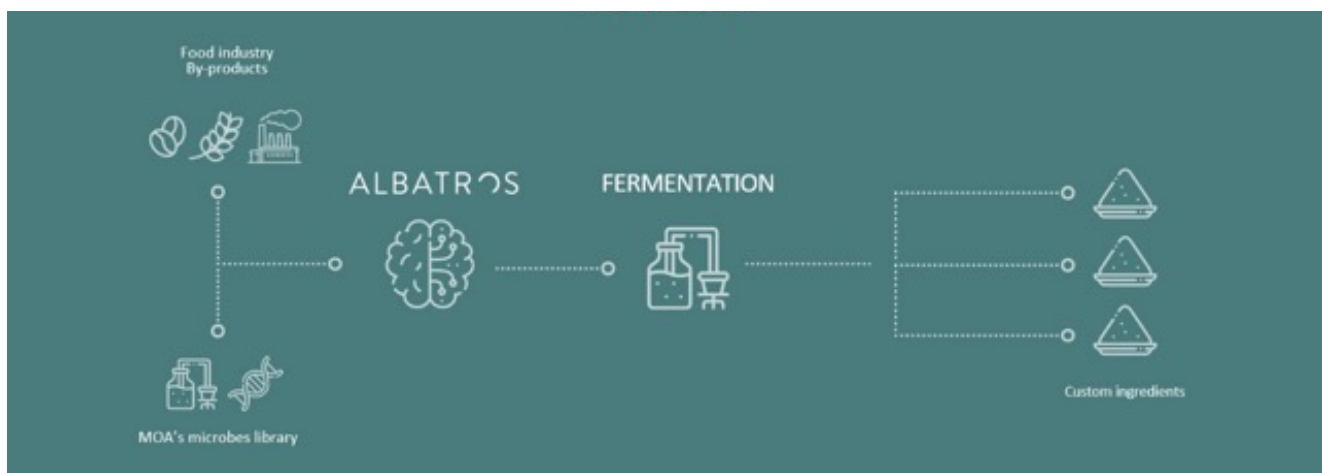 Food industry
By-products
ALBATROS
FERMENTATION
MOA's microbes library
Custom ingredients